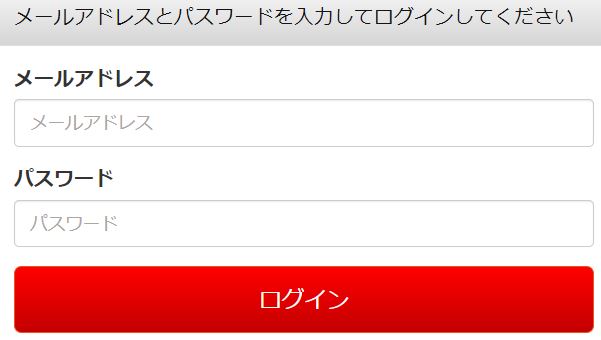 メールアドレスとパスワードを入力してログインしてください
メールアドレス
メールアドレス
パスワード
パスワード
ログイン